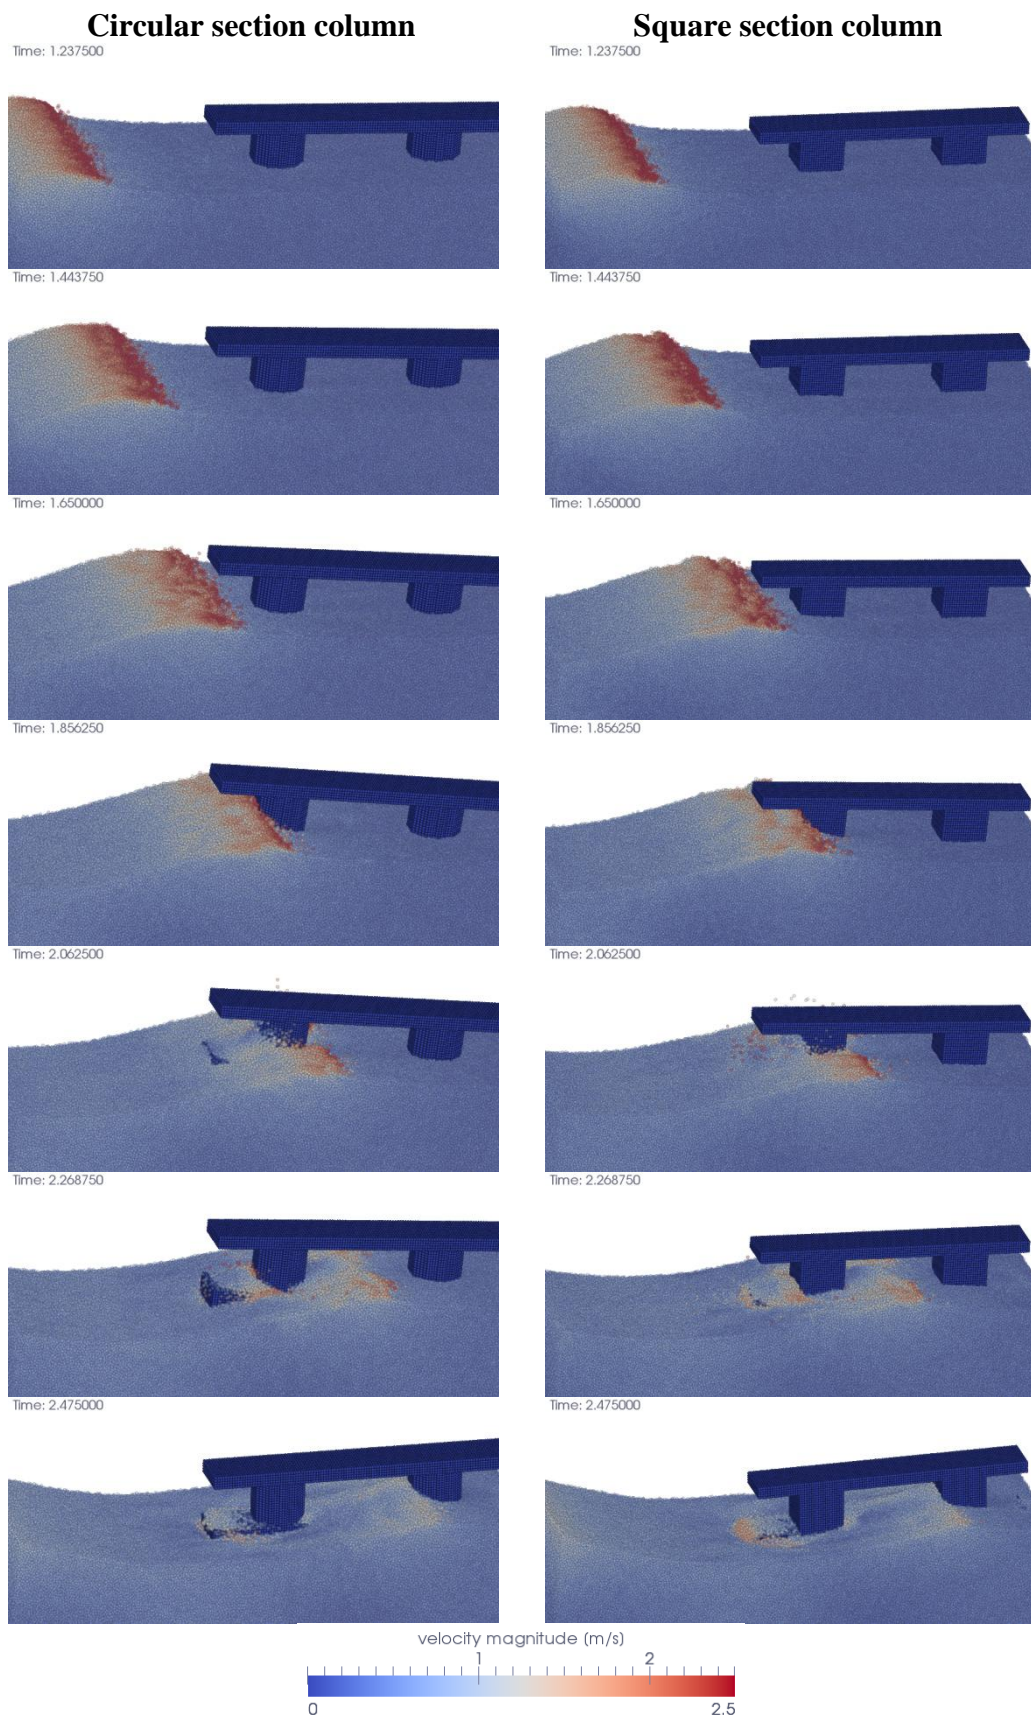 Circular section column Square section column
Time: 1.237500 Time: 1.237500
Time: 1.443750 Time: 1.443750
Time: 1.650000 Time: 1.650000
Time: 1.856250 Time: 1.856250
Time: 2.062500 Time: 2.062500
Time: 2.268750 Time: 2.268750
Time: 2.475000 Time: 2.475000
velocity magnitude (m/s)
1 2
0 2.5